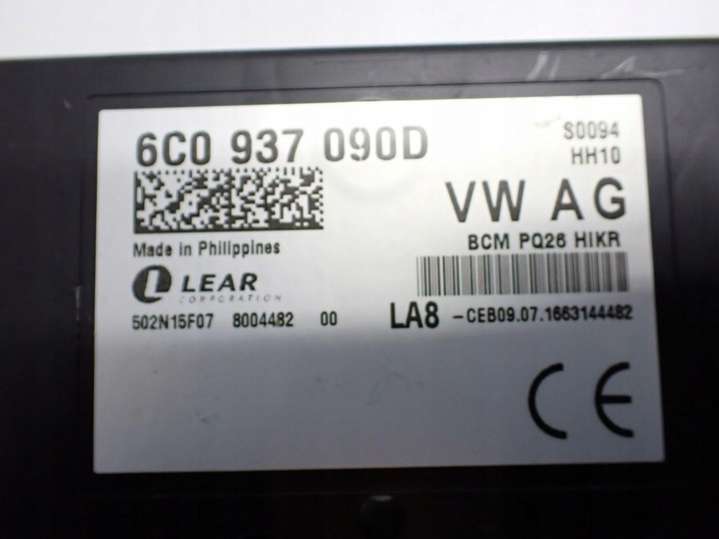 6C0 937 090D
S0094
HH10
VW AG
Made in Philippines
BCM PQ26 HIKR
LEAR
CORPORATION
502N15F07 8004482 00
LA8 -CEB09.07.1663144482
CE